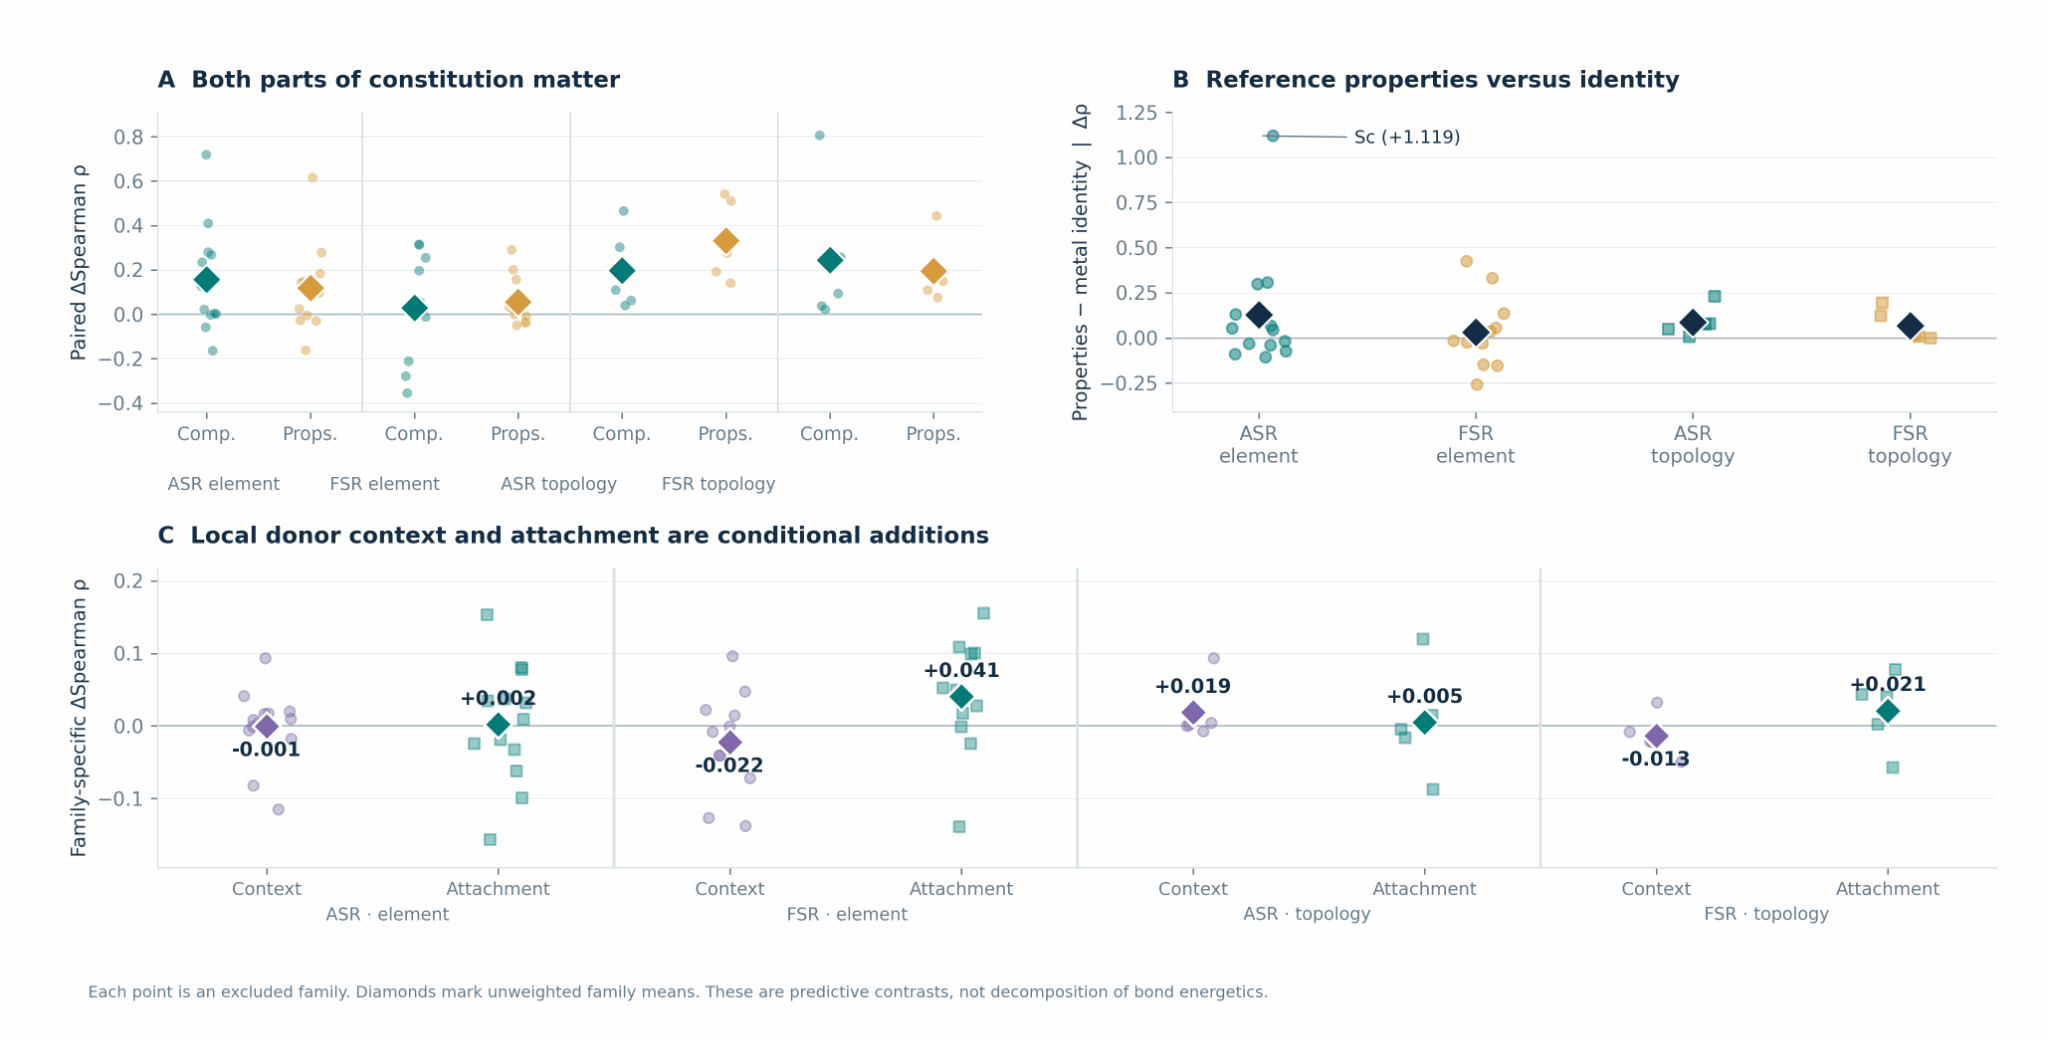 A Both parts of constitution matter
Paired ΔSpearman ρ
0.8
0.6
0.4
0.2
0.0
−0.2
−0.4
Comp. Props. Comp. Props. Comp. Props. Comp. Props.
ASR element FSR element ASR topology FSR topology
B Reference properties versus identity
Properties − metal identity | Δρ
1.25
1.00
0.75
0.50
0.25
0.00
−0.25
Sc (+1.119)
ASR FSR ASR FSR
element element topology topology
C Local donor context and attachment are conditional additions
Family-specific ΔSpearman ρ
0.2
0.1
0.0
−0.1
-0.001
+0.002
-0.022
+0.041
+0.019
+0.005
-0.013
+0.021
Context Attachment Context Attachment Context Attachment Context Attachment
ASR · element FSR · element ASR · topology FSR · topology
Each point is an excluded family. Diamonds mark unweighted family means. These are predictive contrasts, not decomposition of bond energetics.